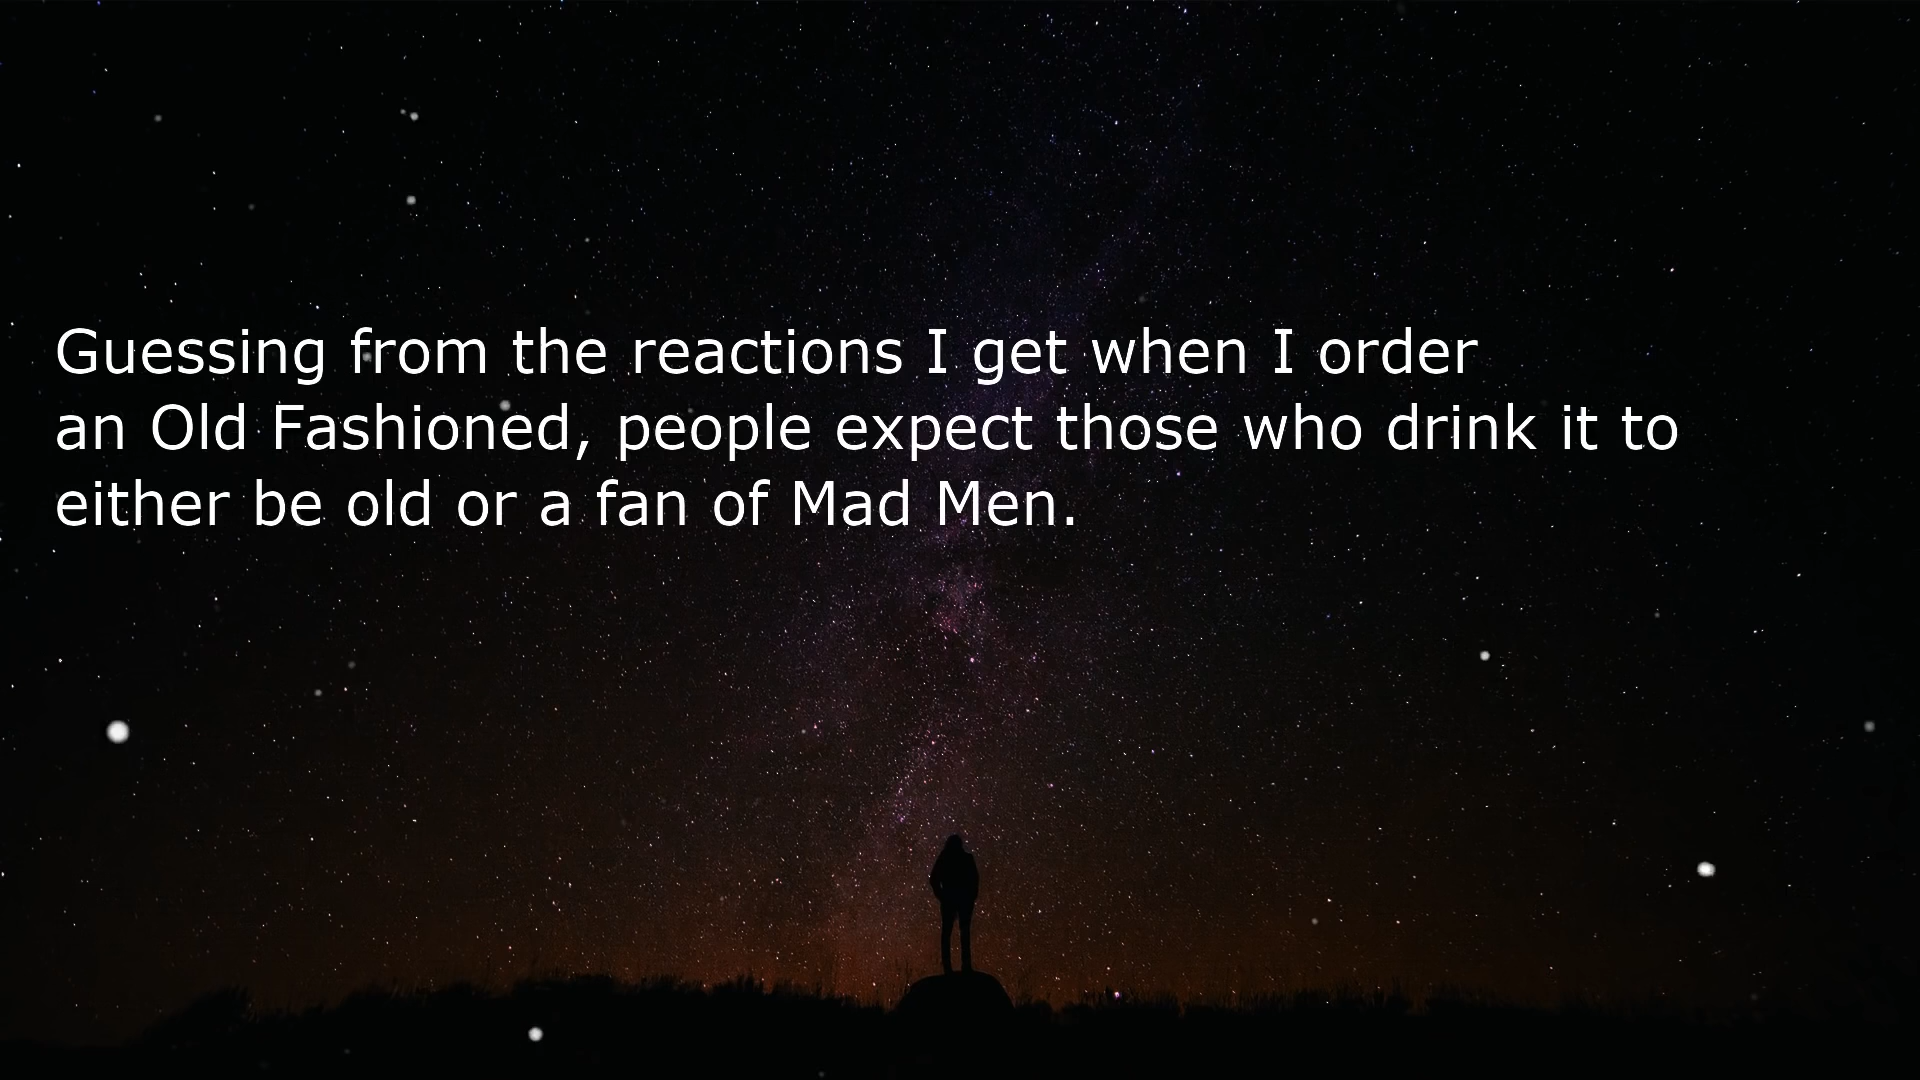 Guessing from the reactions I get when I order
an Old Fashioned, people expect those who drink it to
either be old or a fan of Mad Men.